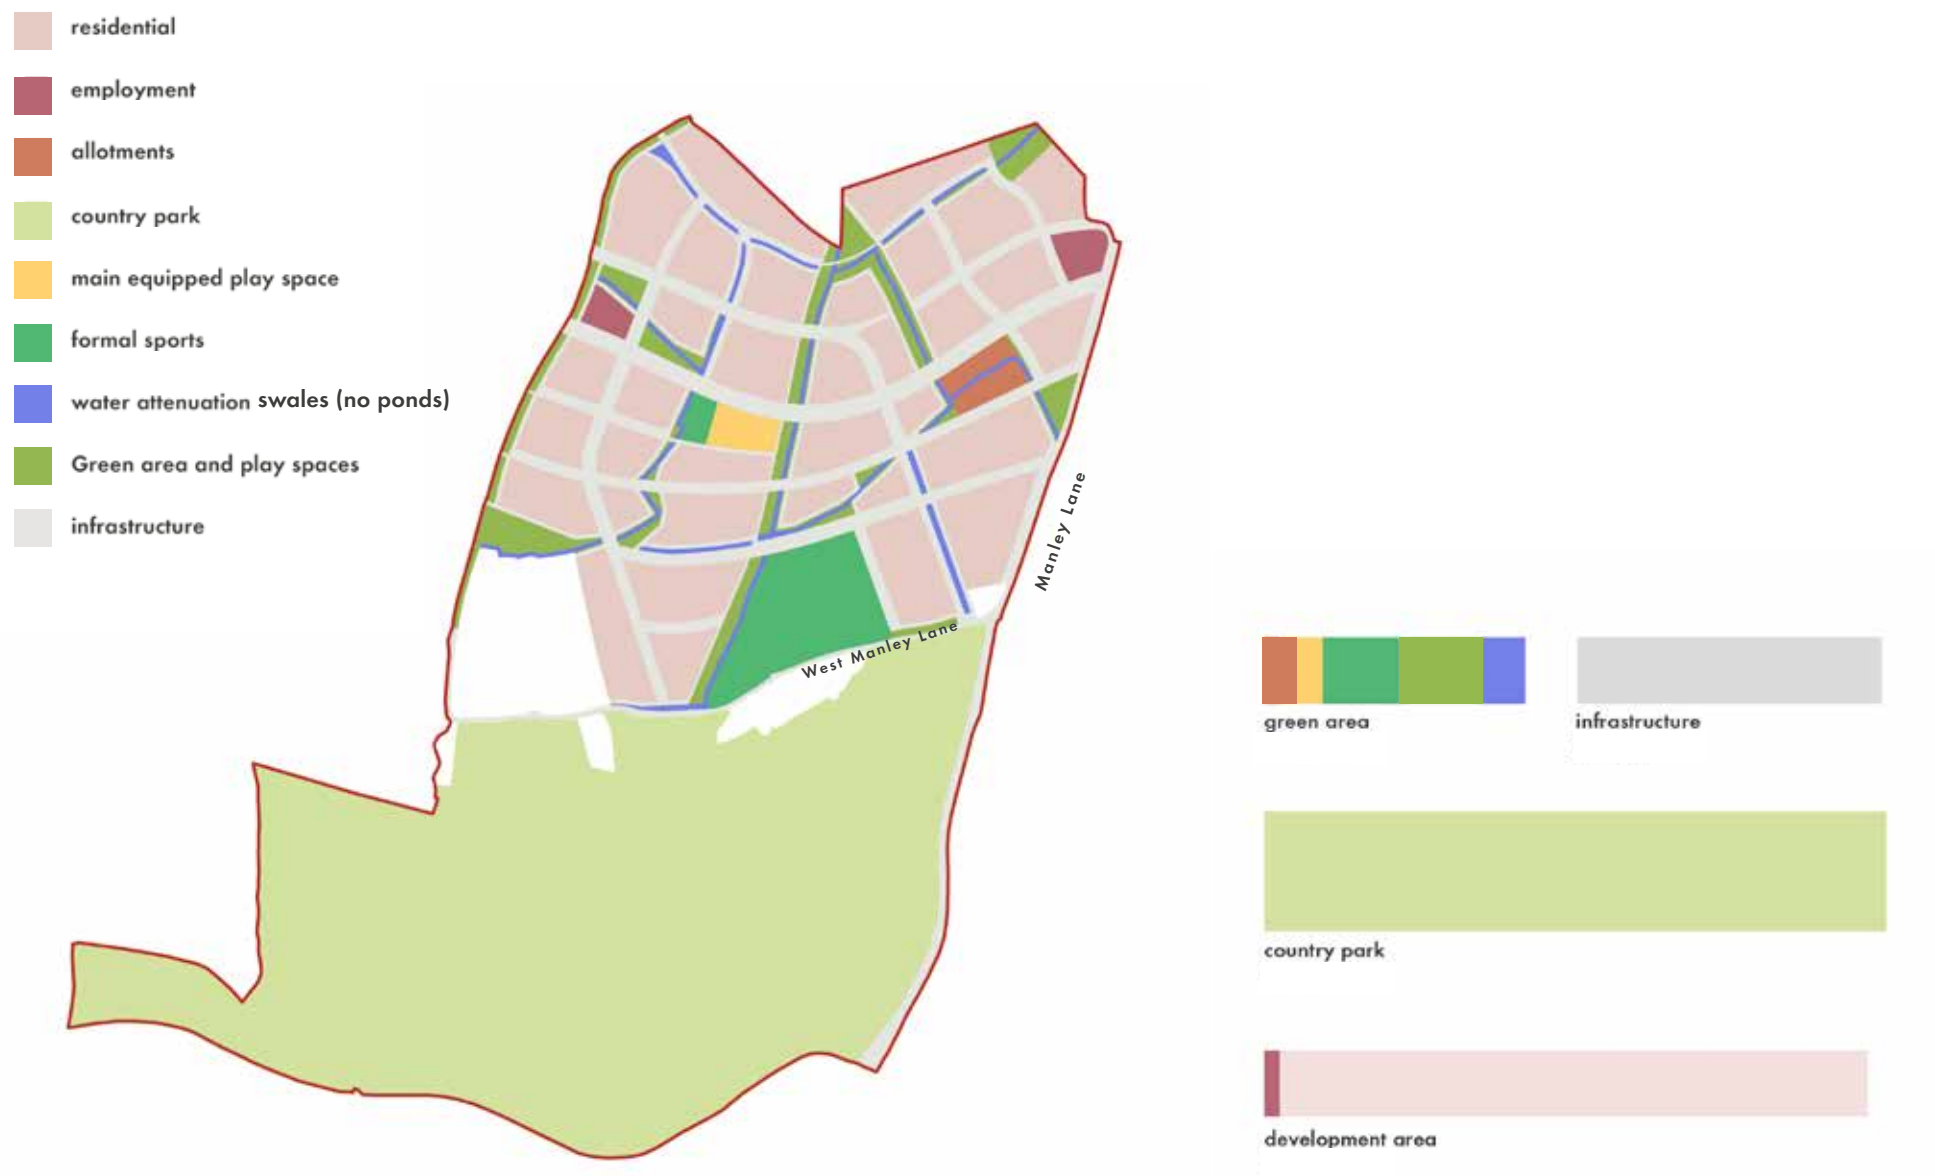 residential
employment
allotments
country park
main equipped play space
formal sports
water attenuation swales (no ponds)
Green area and play spaces
infrastructure
Manley Lane
West Manley Lane
green area
infrastructure
country park
development area